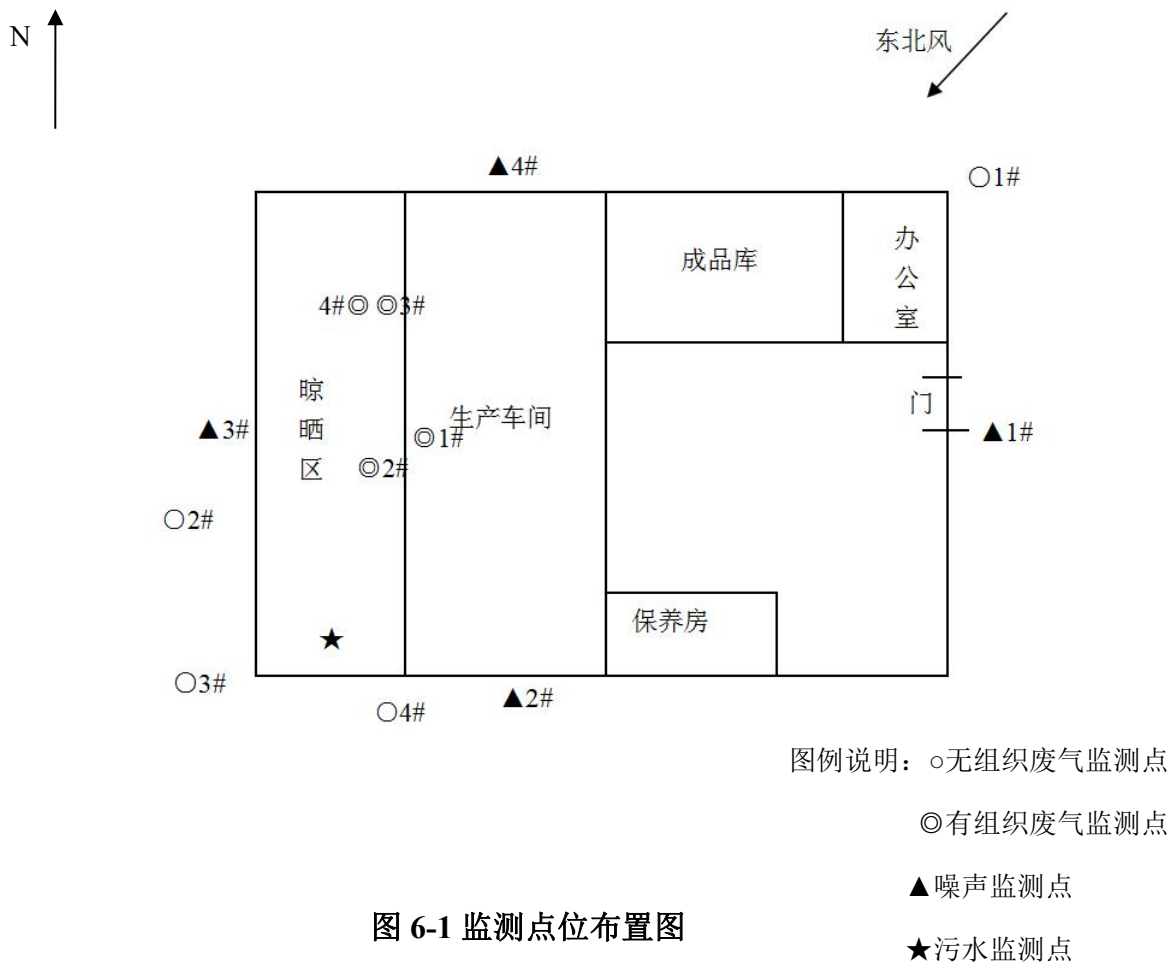 N
东北风
▲4#
○1#
成品库
办公室
4#◎ ◎3#
晾晒区
生产车间
门
▲3#
◎1#
▲1#
◎2#
○2#
保养房
★
○3#
○4#
▲2#
图例说明：○无组织废气监测点
◎有组织废气监测点
▲噪声监测点
★污水监测点
图 6-1 监测点位布置图